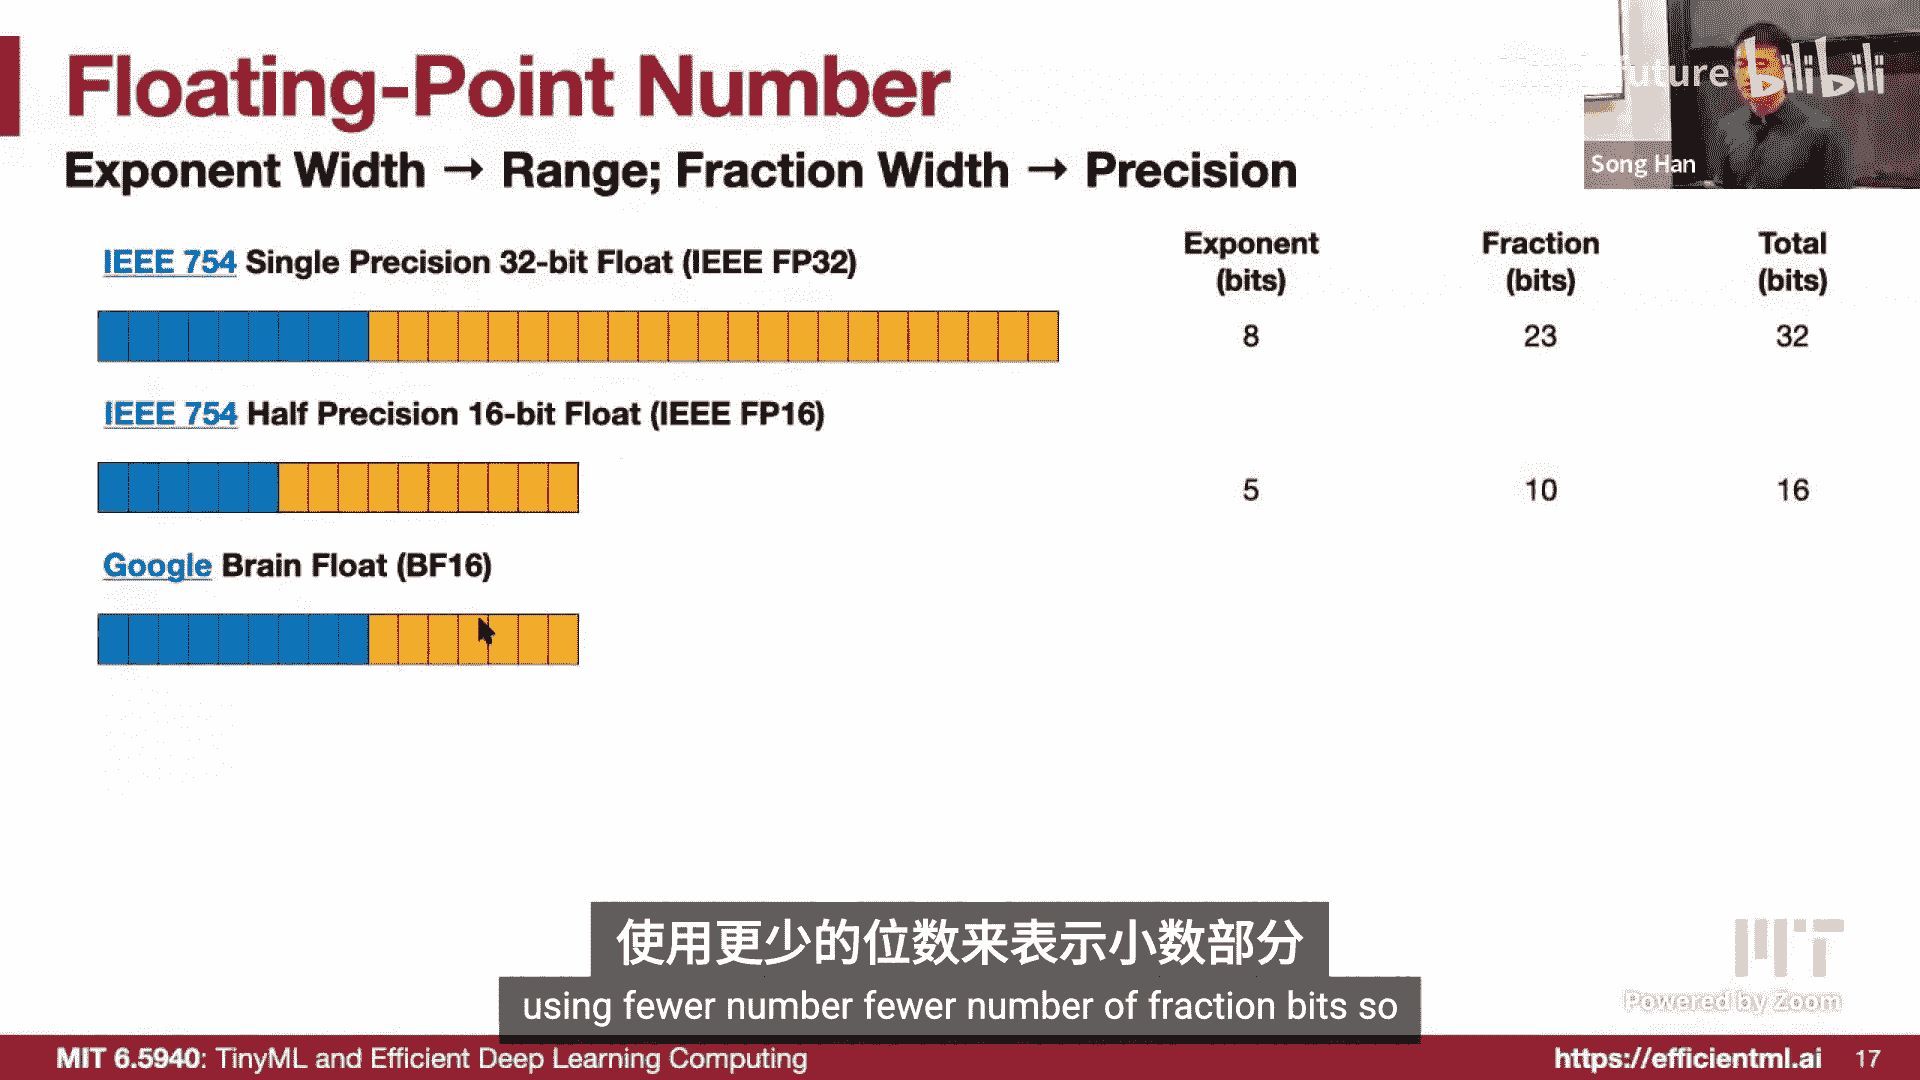 Floating-Point Number
Exponent Width → Range; Fraction Width → Precision
future bilibili
Song Han
Exponent (bits)
Fraction (bits)
Total (bits)
IEEE 754 Single Precision 32-bit Float (IEEE FP32)
8 23 32
IEEE 754 Half Precision 16-bit Float (IEEE FP16)
5 10 16
Google Brain Float (BF16)
使用更少的位数来表示小数部分
using fewer number fewer number of fraction bits so
MIT
Powered by Zoom
MIT 6.5940: TinyML and Efficient Deep Learning Computing
https://efficientml.ai 17